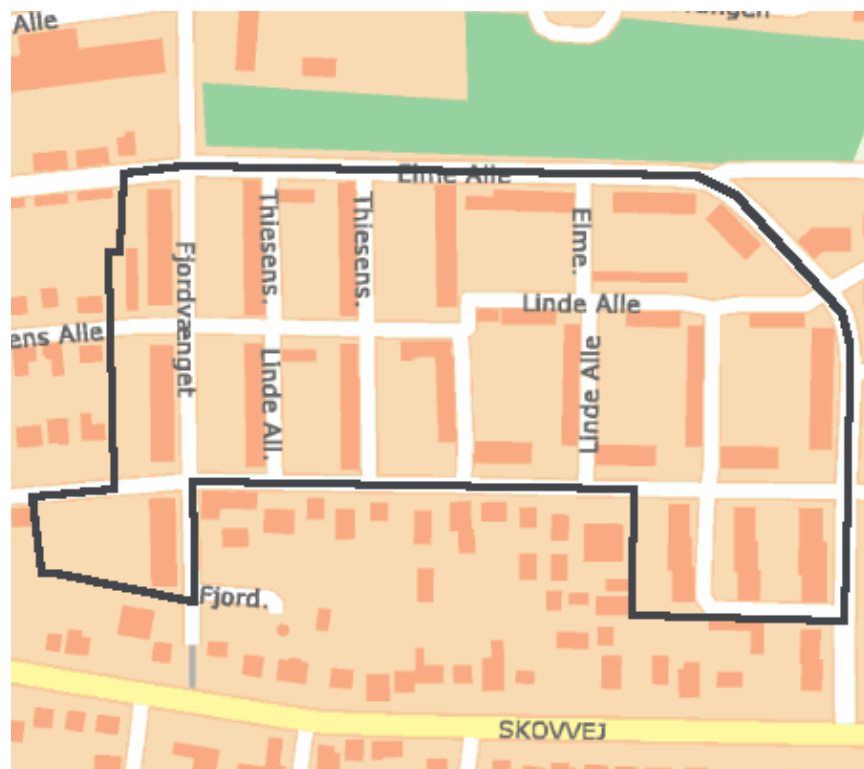 Alle
Elme Alle
Thiesens.
Thiesens.
Elme.
Fjordvænget
Linde Alle
ens Alle
Linde All.
Linde Alle
Fjord.
SKOVVEJ